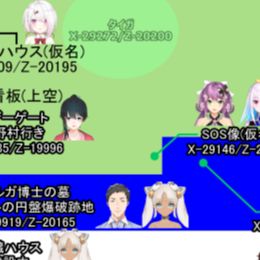 タイガ
X-29272/Z-20200
ハウス(仮名)
09/Z-20195
看板(上空)
ーゲート
野村行き
35/Z-19996
SOS像(仮
X-29146/Z-2
ルガ博士の墓
の円盤爆破跡地
0919/Z-20165
ハウス
X-